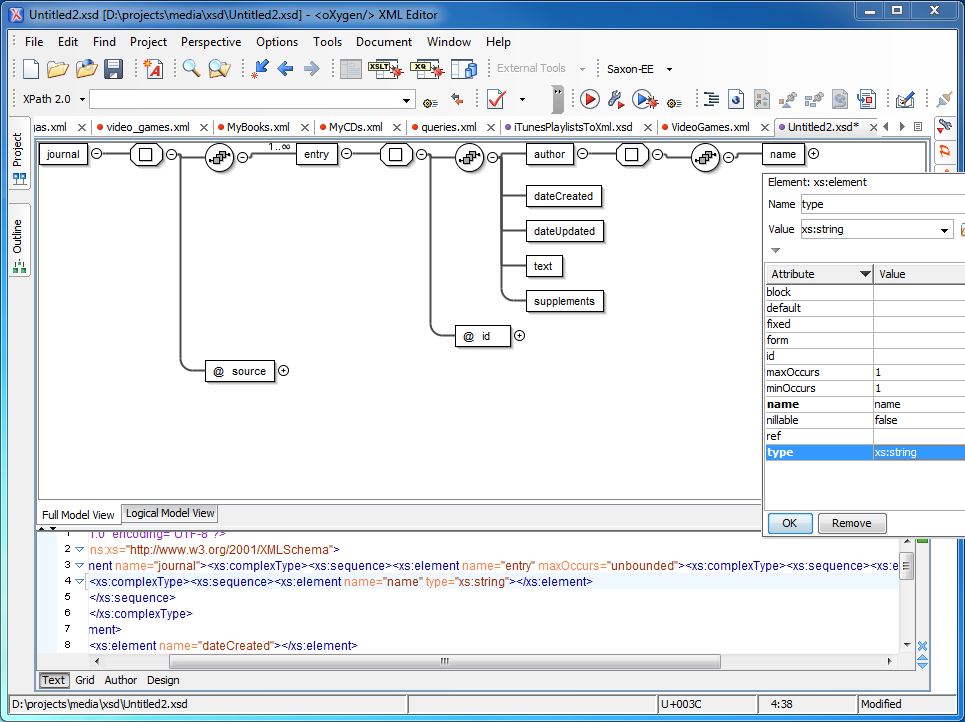 Untitled2.xsd [D:\projects\media\xsd\Untitled2.xsd] - <oXygen/> XML Editor
File Edit Find Project Perspective Options Tools Document Window Help
XSLT XQ External Tools Saxon-EE
XPath 2.0
as.xml video_games.xml MyBooks.xml MyCDs.xml queries.xml iTunesPlaylistsToXml.xsd VideoGames.xml Untitled2.xsd*
Project
Outline
journal 1..∞ entry author name
dateCreated
dateUpdated
text
supplements
@ id
@ source
Element: xs:element
Name type
Value xs:string
Attribute Value
block
default
fixed
form
id
maxOccurs 1
minOccurs 1
name name
nillable false
ref
type xs:string
OK Remove
Full Model View Logical Model View
1 1.0" encoding="UTF-8"?>
2 ns:xs="http://www.w3.org/2001/XMLSchema">
3 ment name="journal"><xs:complexType><xs:sequence><xs:element name="entry" maxOccurs="unbounded"><xs:complexType><xs:sequence><xs:e
4 <xs:complexType><xs:sequence><xs:element name="name" type="xs:string"></xs:element>
5 </xs:sequence>
6 </xs:complexType>
7 ment>
8 <xs:element name="dateCreated"></xs:element>
Text Grid Author Design
D:\projects\media\xsd\Untitled2.xsd U+003C 4:38 Modified